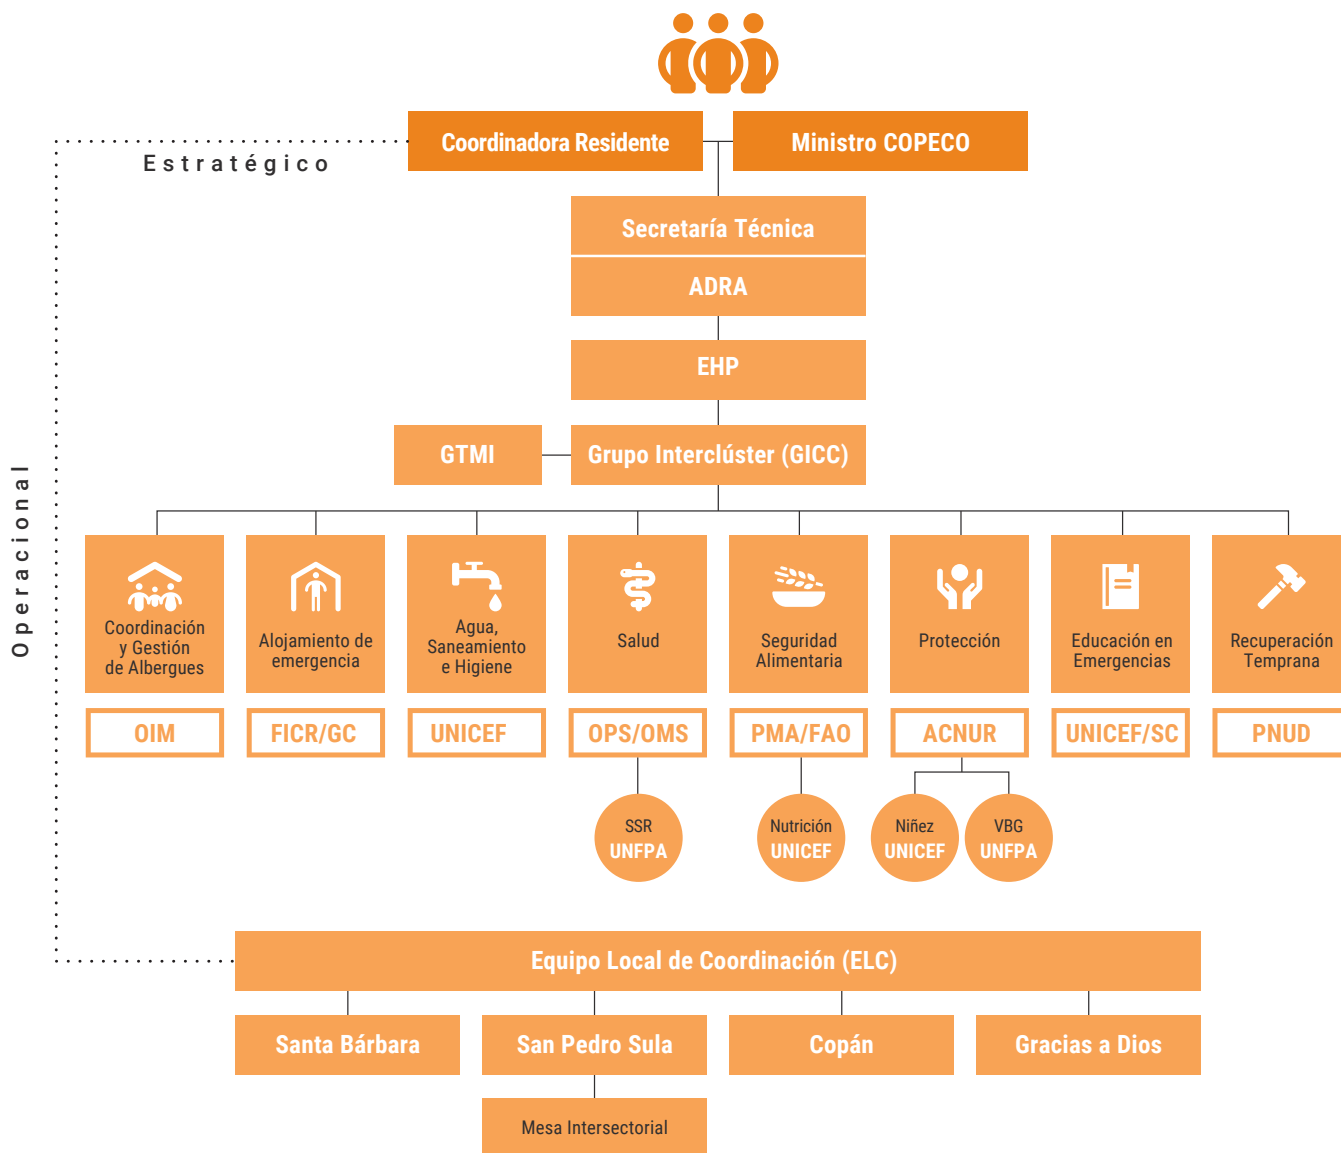 Coordinadora Residente
Ministro COPECO
Estratégico
Secretaría Técnica
ADRA
EHP
GTMI
Grupo Interclúster (GICC)
Operacional
Coordinación
y Gestión
de Albergues
Alojamiento de
emergencia
Agua,
Saneamiento
e Higiene
Salud
Seguridad
Alimentaria
Protección
Educación en
Emergencias
Recuperación
Temprana
OIM
FICR/GC
UNICEF
OPS/OMS
PMA/FAO
ACNUR
UNICEF/SC
PNUD
SSR
UNFPA
Nutrición
UNICEF
Niñez
UNICEF
VBG
UNFPA
Equipo Local de Coordinación (ELC)
Santa Bárbara
San Pedro Sula
Copán
Gracias a Dios
Mesa Intersectorial